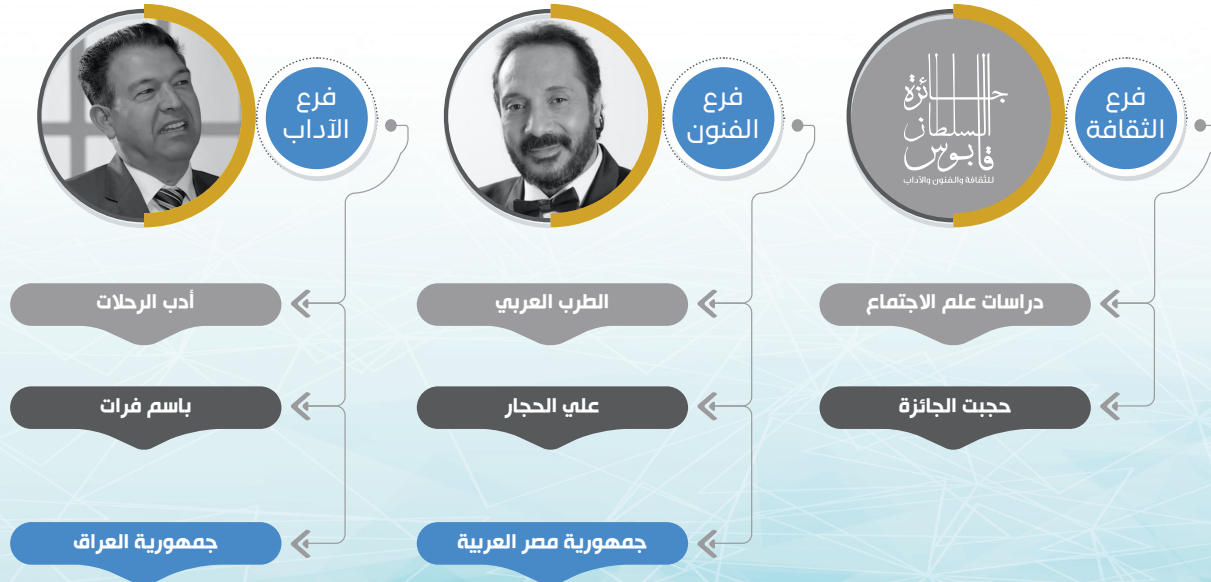 جائزة
السلطان
قابوس
للثقافة والفنون والآداب
فرع
الثقافة
دراسات علم الاجتماع
حجبت الجائزة
فرع
الفنون
الطرب العربي
علي الحجار
جمهورية مصر العربية
فرع
الآداب
أدب الرحلات
باسم فرات
جمهورية العراق